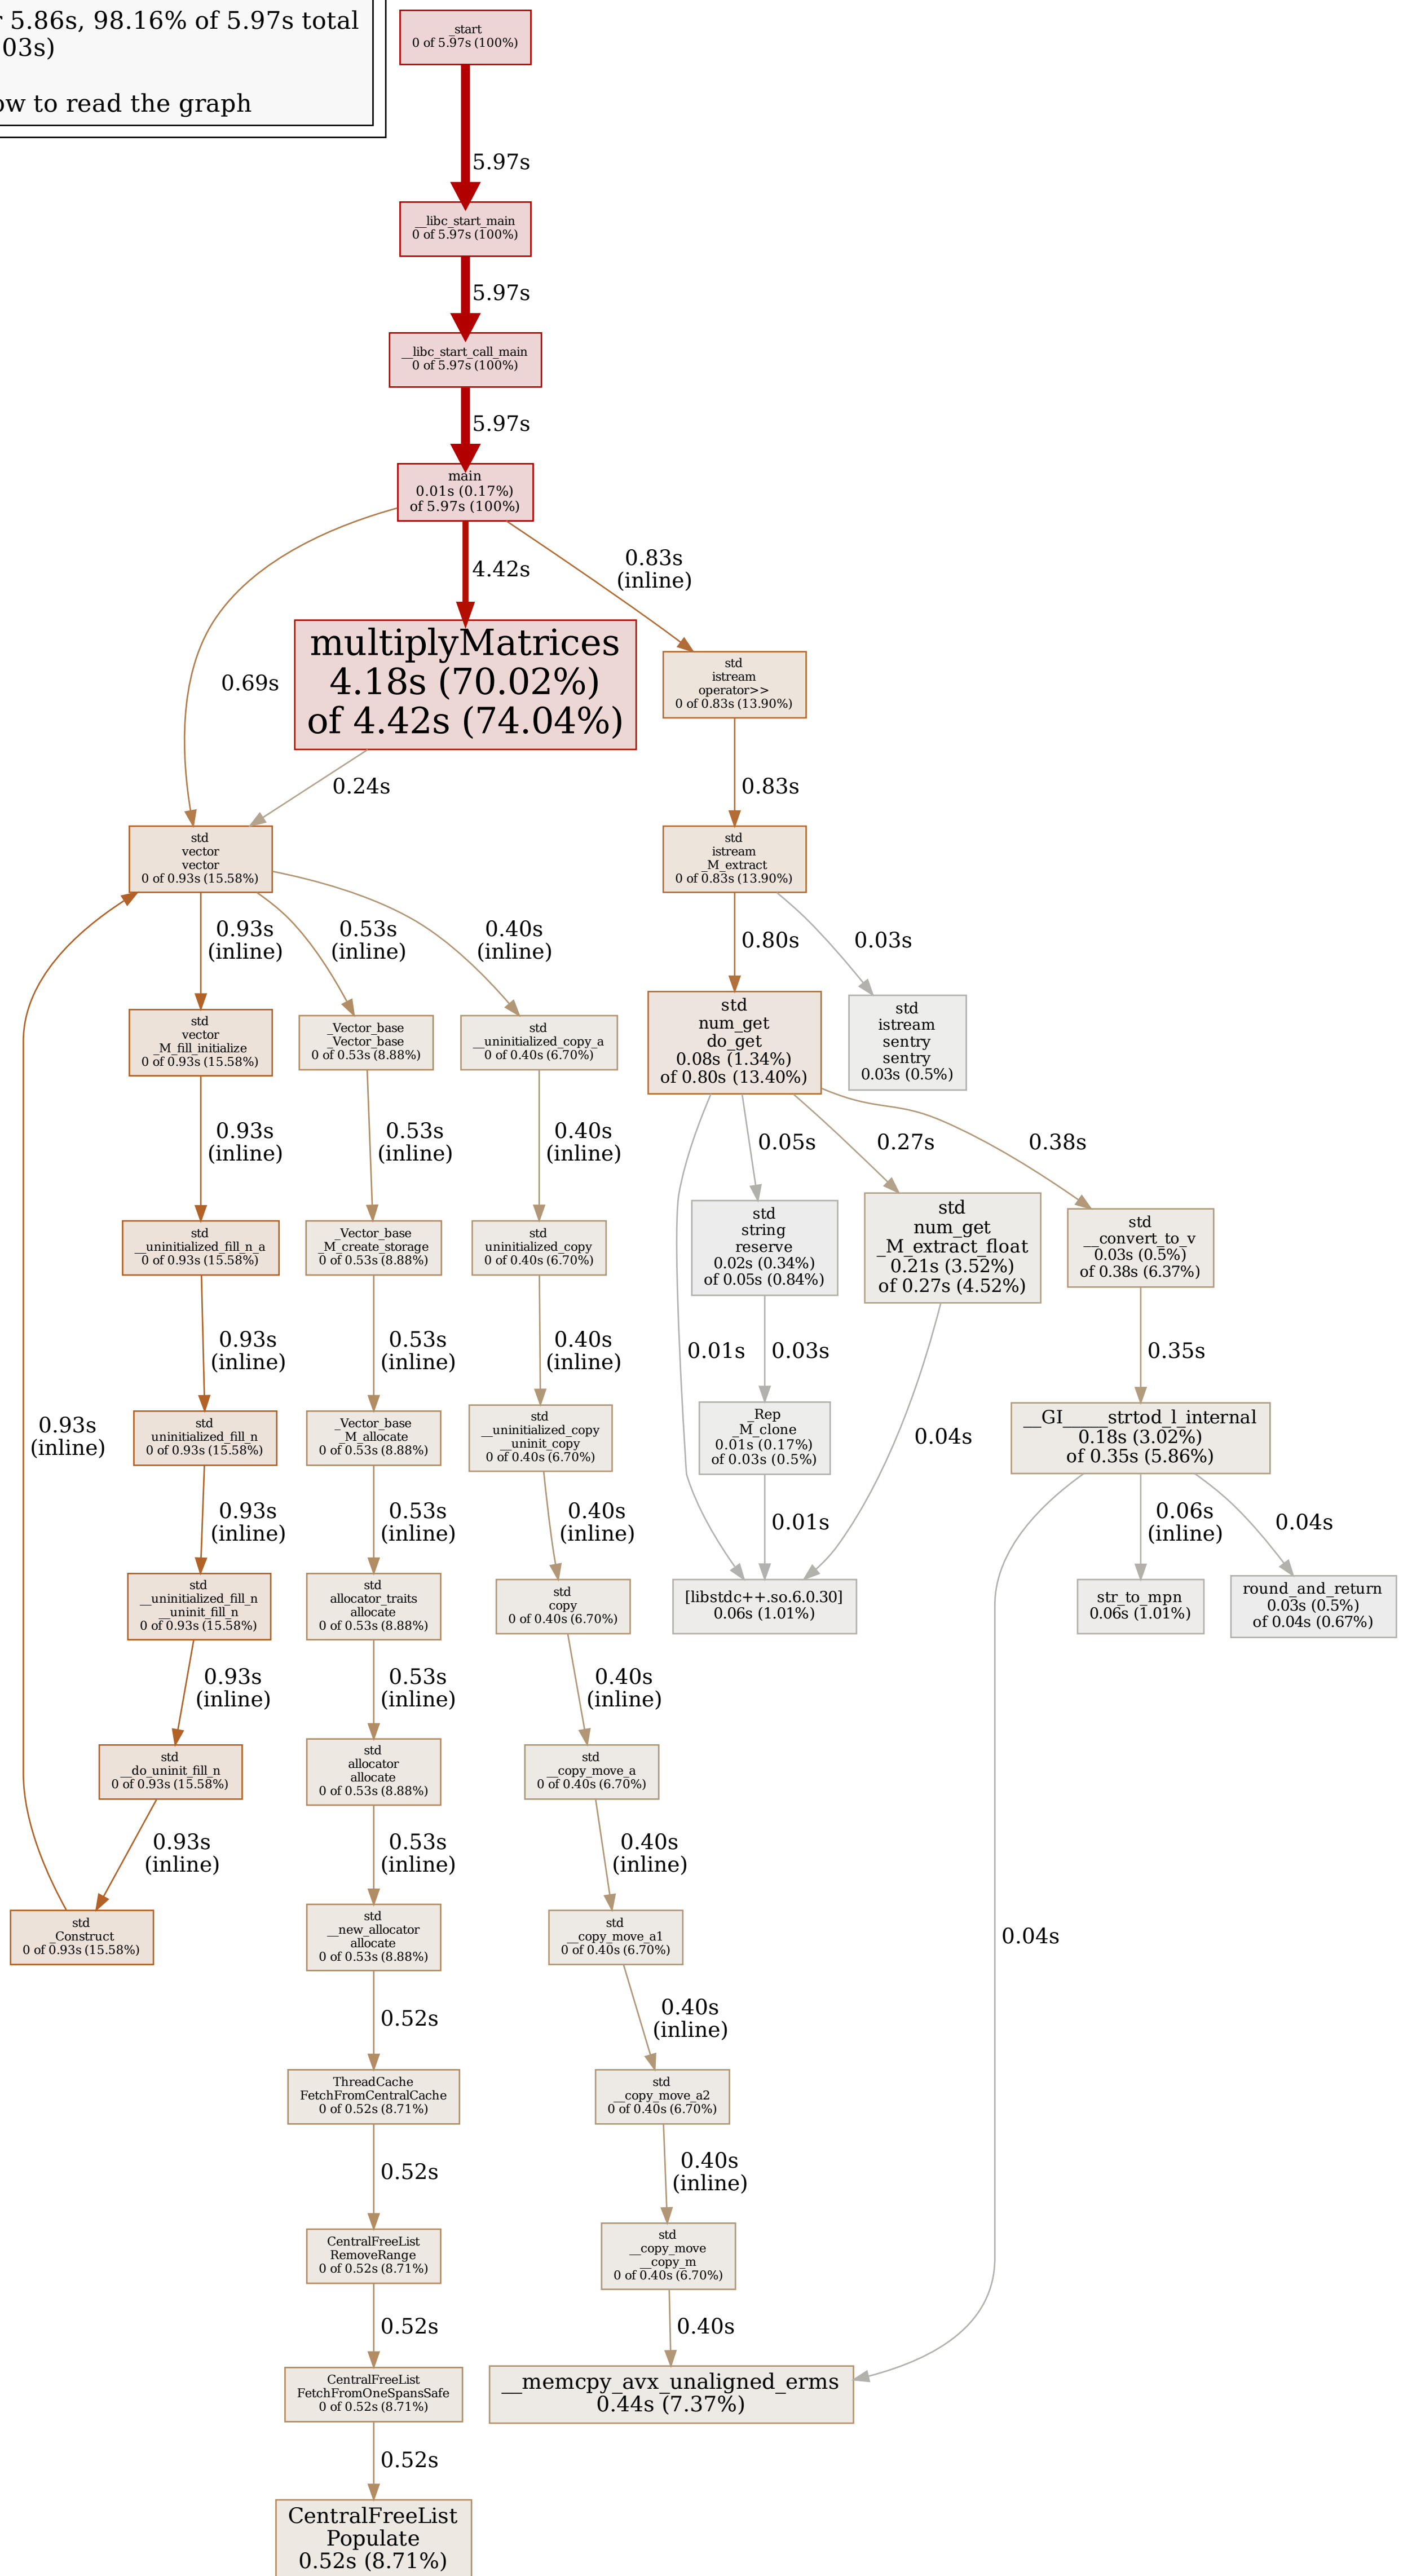 r 5.86s, 98.16% of 5.97s total
03s)
ow to read the graph
_start
0 of 5.97s (100%)
5.97s
__libc_start_main
0 of 5.97s (100%)
5.97s
__libc_start_call_main
0 of 5.97s (100%)
5.97s
main
0.01s (0.17%)
of 5.97s (100%)
0.69s
4.42s
0.83s
(inline)
multiplyMatrices
4.18s (70.02%)
of 4.42s (74.04%)
std
istream
operator>>
0 of 0.83s (13.90%)
0.24s
0.83s
std
vector
vector
0 of 0.93s (15.58%)
std
istream
_M_extract
0 of 0.83s (13.90%)
0.93s
(inline)
0.53s
(inline)
0.40s
(inline)
0.80s
0.03s
std
vector
_M_fill_initialize
0 of 0.93s (15.58%)
_Vector_base
_Vector_base
0 of 0.53s (8.88%)
std
__uninitialized_copy_a
0 of 0.40s (6.70%)
std
num_get
do_get
0.08s (1.34%)
of 0.80s (13.40%)
std
istream
sentry
sentry
0.03s (0.5%)
0.93s
(inline)
0.53s
(inline)
0.40s
(inline)
0.05s
0.27s
0.38s
std
__uninitialized_fill_n_a
0 of 0.93s (15.58%)
_Vector_base
_M_create_storage
0 of 0.53s (8.88%)
std
uninitialized_copy
0 of 0.40s (6.70%)
std
string
reserve
0.02s (0.34%)
of 0.05s (0.84%)
std
num_get
_M_extract_float
0.21s (3.52%)
of 0.27s (4.52%)
std
__convert_to_v
0.03s (0.5%)
of 0.38s (6.37%)
0.93s
(inline)
0.53s
(inline)
0.40s
(inline)
0.01s
0.03s
0.35s
0.93s
(inline)
std
uninitialized_fill_n
0 of 0.93s (15.58%)
_Vector_base
_M_allocate
0 of 0.53s (8.88%)
std
__uninitialized_copy
__uninit_copy
0 of 0.40s (6.70%)
_Rep
_M_clone
0.01s (0.17%)
of 0.03s (0.5%)
0.04s
__GI_____strtod_l_internal
0.18s (3.02%)
of 0.35s (5.86%)
0.93s
(inline)
0.53s
(inline)
0.40s
(inline)
0.01s
0.06s
(inline)
0.04s
std
__uninitialized_fill_n
__uninit_fill_n
0 of 0.93s (15.58%)
std
allocator_traits
allocate
0 of 0.53s (8.88%)
std
copy
0 of 0.40s (6.70%)
[libstdc++.so.6.0.30]
0.06s (1.01%)
str_to_mpn
0.06s (1.01%)
round_and_return
0.03s (0.5%)
of 0.04s (0.67%)
0.93s
(inline)
0.53s
(inline)
0.40s
(inline)
std
__do_uninit_fill_n
0 of 0.93s (15.58%)
std
allocator
allocate
0 of 0.53s (8.88%)
std
__copy_move_a
0 of 0.40s (6.70%)
0.93s
(inline)
0.53s
(inline)
0.40s
(inline)
std
_Construct
0 of 0.93s (15.58%)
std
__new_allocator
allocate
0 of 0.53s (8.88%)
std
__copy_move_a1
0 of 0.40s (6.70%)
0.04s
0.52s
0.40s
(inline)
ThreadCache
FetchFromCentralCache
0 of 0.52s (8.71%)
std
__copy_move_a2
0 of 0.40s (6.70%)
0.52s
0.40s
(inline)
CentralFreeList
RemoveRange
0 of 0.52s (8.71%)
std
__copy_move
__copy_m
0 of 0.40s (6.70%)
0.52s
0.40s
CentralFreeList
FetchFromOneSpansSafe
0 of 0.52s (8.71%)
__memcpy_avx_unaligned_erms
0.44s (7.37%)
0.52s
CentralFreeList
Populate
0.52s (8.71%)